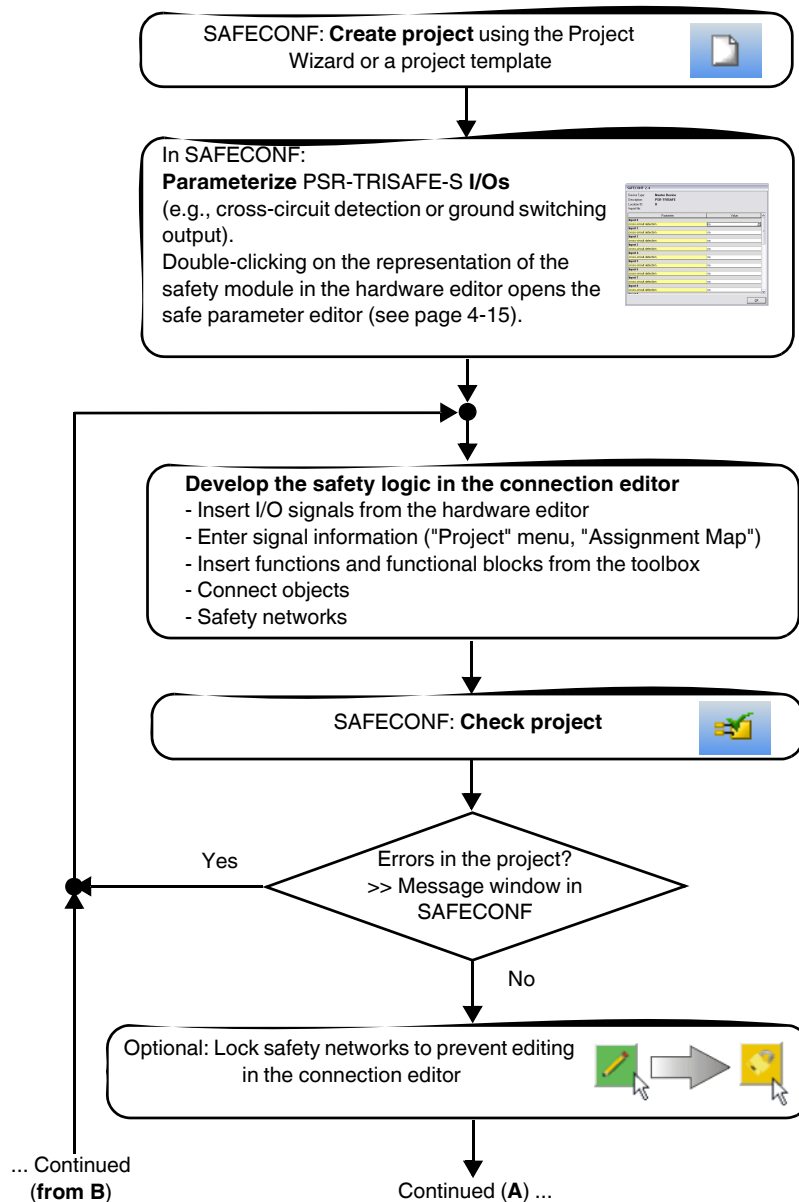 SAFECONF: Create project using the Project
Wizard or a project template
In SAFECONF:
Parameterize PSR-TRISAFE-S I/Os
(e.g., cross-circuit detection or ground switching
output).
Double-clicking on the representation of the
safety module in the hardware editor opens the
safe parameter editor (see page 4-15).
Develop the safety logic in the connection editor
- Insert I/O signals from the hardware editor
- Enter signal information ("Project" menu, "Assignment Map")
- Insert functions and functional blocks from the toolbox
- Connect objects
- Safety networks
SAFECONF: Check project
Yes
Errors in the project?
>> Message window in
SAFECONF
No
Optional: Lock safety networks to prevent editing
in the connection editor
... Continued
(from B)
Continued (A) ...